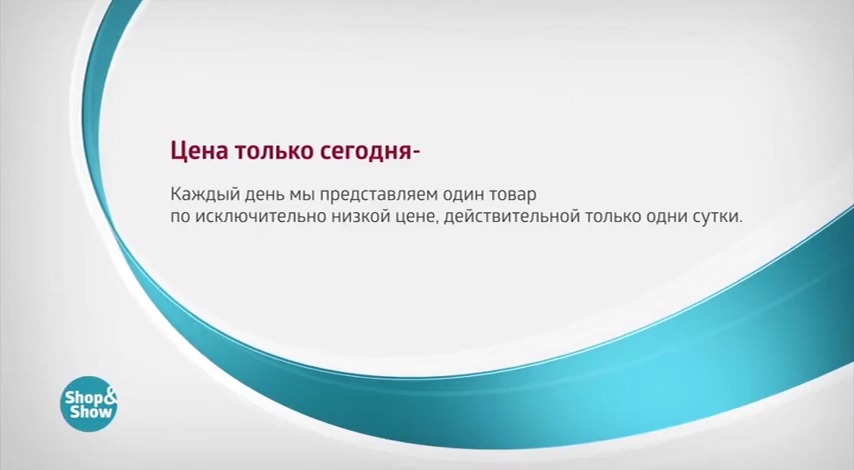 Цена только сегодня-
Каждый день мы представляем один товар
по исключительно низкой цене, действительной только одни сутки.
Shop&
Show